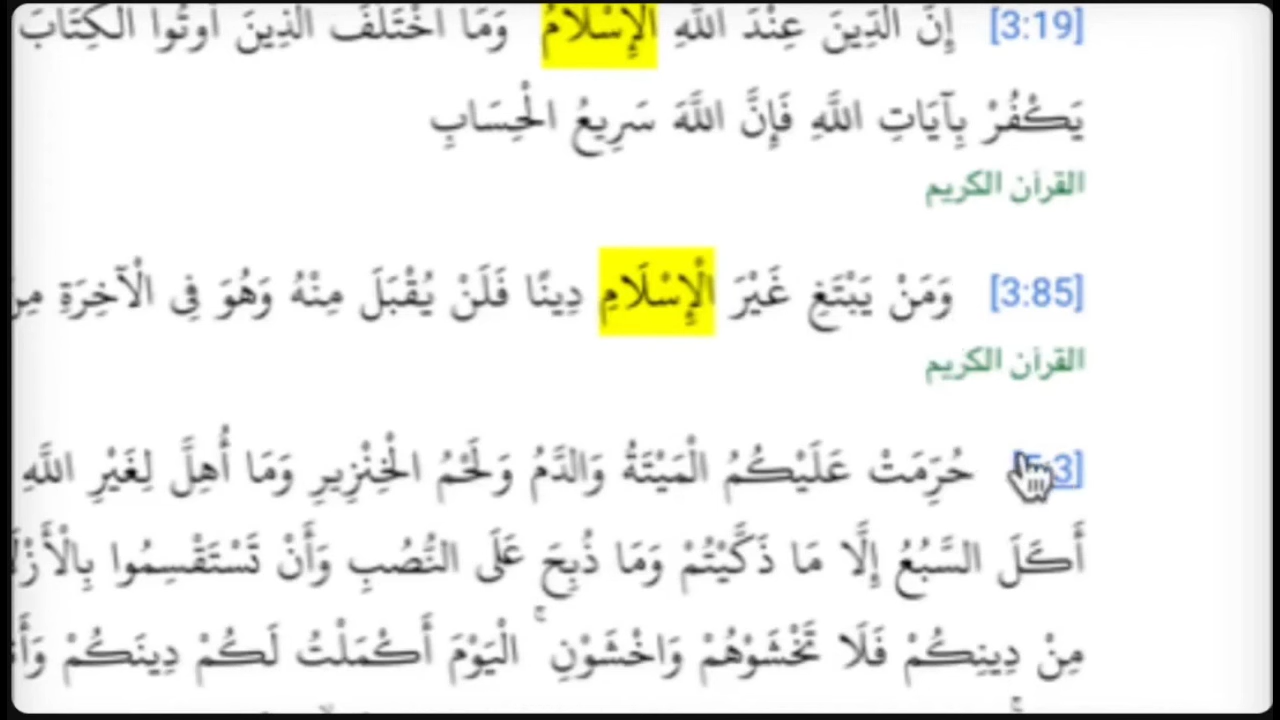 [3:19] إِنَّ الدِّينَ عِنْدَ اللَّهِ الْإِسْلَامُ وَمَا اخْتَلَفَ الَّذِينَ أُوتُوا الْكِتَابَ
يَكْفُرْ بِآيَاتِ اللَّهِ فَإِنَّ اللَّهَ سَرِيعُ الْحِسَابِ
القرآن الكريم
[3:85] وَمَنْ يَبْتَغِ غَيْرَ الْإِسْلَامِ دِينًا فَلَنْ يُقْبَلَ مِنْهُ وَهُوَ فِي الْآخِرَةِ
القرآن الكريم
حُرِّمَتْ عَلَيْكُمُ الْمَيْتَةُ وَالدَّمُ وَلَحْمُ الْخِنْزِيرِ وَمَا أُهِلَّ لِغَيْرِ اللَّهِ
أَكَلَ السَّبُعُ إِلَّا مَا ذَكَّيْتُمْ وَمَا ذُبِحَ عَلَى النُّصُبِ وَأَنْ تَسْتَقْسِمُوا
مِنْ دِينِكُمْ فَلَا تَخْشَوْهُمْ وَاخْشَوْنِ ۚ الْيَوْمَ أَكْمَلْتُ لَكُمْ دِينَكُمْ